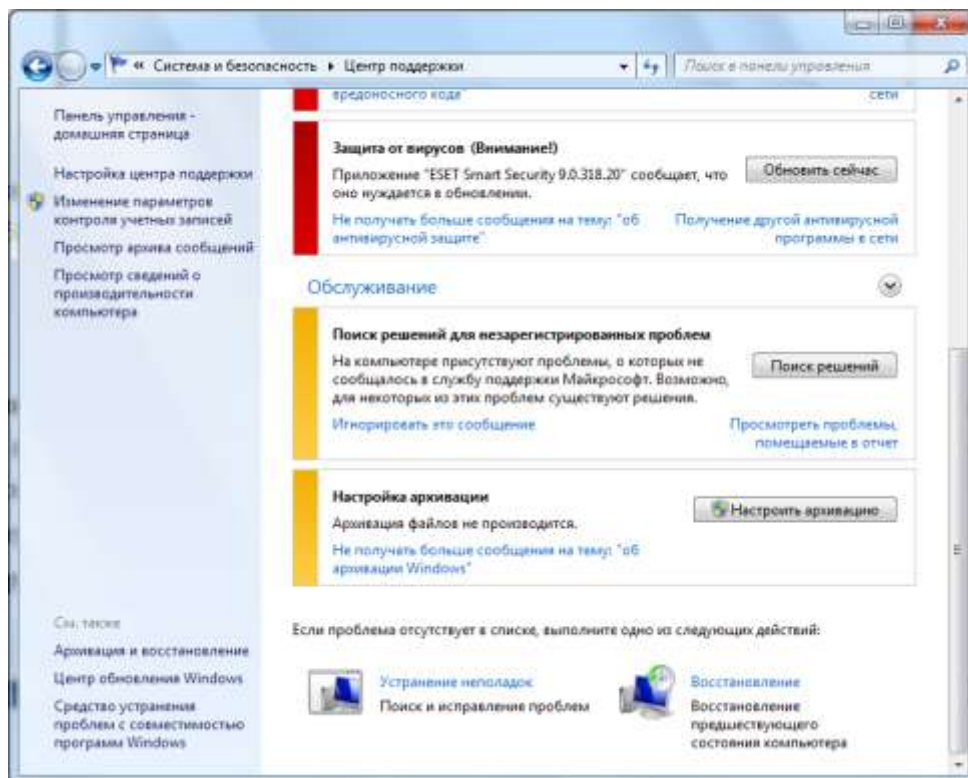 « Система и безопасность ▸ Центр поддержки
Поиск в панели управления
Панель управления -
домашняя страница
Настройка центра поддержки
Изменение параметров
контроля учетных записей
Просмотр архива сообщений
Просмотр сведений о
производительности
компьютера
См. также
Архивация и восстановление
Центр обновления Windows
Средство устранения
проблем с совместимостью
программ Windows
вредоносного кода"
сети
Защита от вирусов (Внимание!)
Приложение "ESET Smart Security 9.0.318.20" сообщает, что
оно нуждается в обновлении.
Обновить сейчас
Не получать больше сообщения на тему: "об
антивирусной защите"
Получение другой антивирусной
программы в сети
Обслуживание
Поиск решений для незарегистрированных проблем
На компьютере присутствуют проблемы, о которых не
сообщалось в службу поддержки Майкрософт. Возможно,
для некоторых из этих проблем существуют решения.
Поиск решений
Игнорировать это сообщение
Просмотреть проблемы,
помещаемые в отчет
Настройка архивации
Архивация файлов не производится.
Настроить архивацию
Не получать больше сообщения на тему: "об
архивации Windows"
Если проблема отсутствует в списке, выполните одно из следующих действий:
Устранение неполадок
Поиск и исправление проблем
Восстановление
Восстановление
предшествующего
состояния компьютера